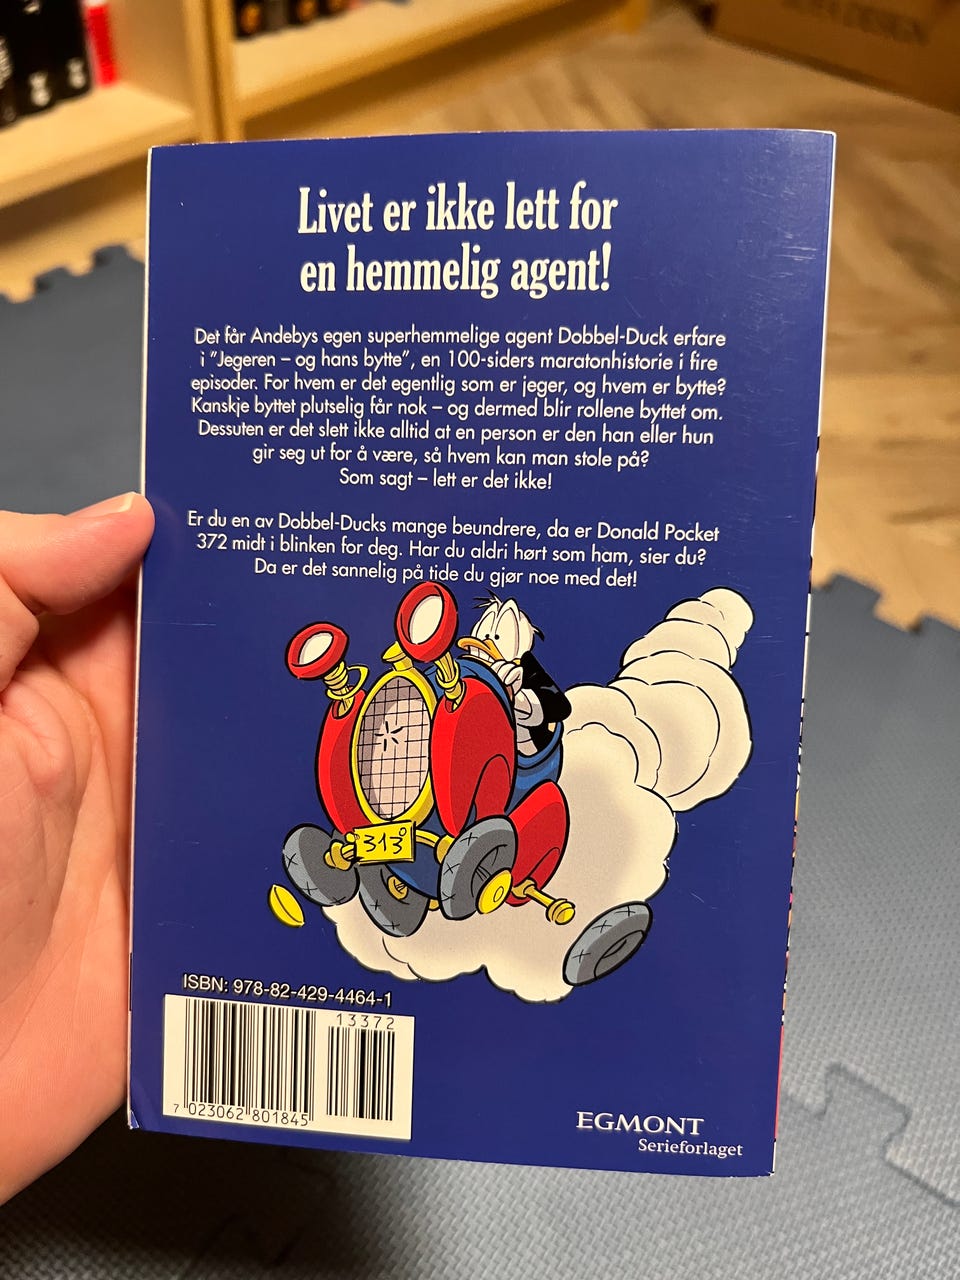 Livet er ikke lett for
en hemmelig agent!
Det får Andebys egen superhemmelige agent Dobbel-Duck erfare
i "Jegeren – og hans bytte", en 100-siders maratonhistorie i fire
episoder. For hvem er det egentlig som er jeger, og hvem er bytte?
Kanskje byttet plutselig får nok – og dermed blir rollene byttet om.
Dessuten er det slett ikke alltid at en person er den han eller hun
gir seg ut for å være, så hvem kan man stole på?
Som sagt – lett er det ikke!
Er du en av Dobbel-Ducks mange beundrere, da er Donald Pocket
372 midt i blinken for deg. Har du aldri hørt som ham, sier du?
Da er det sannelig på tide du gjør noe med det!
313
ISBN: 978-82-429-4464-1
13372
7 023062 801845
EGMONT
Serieforlaget